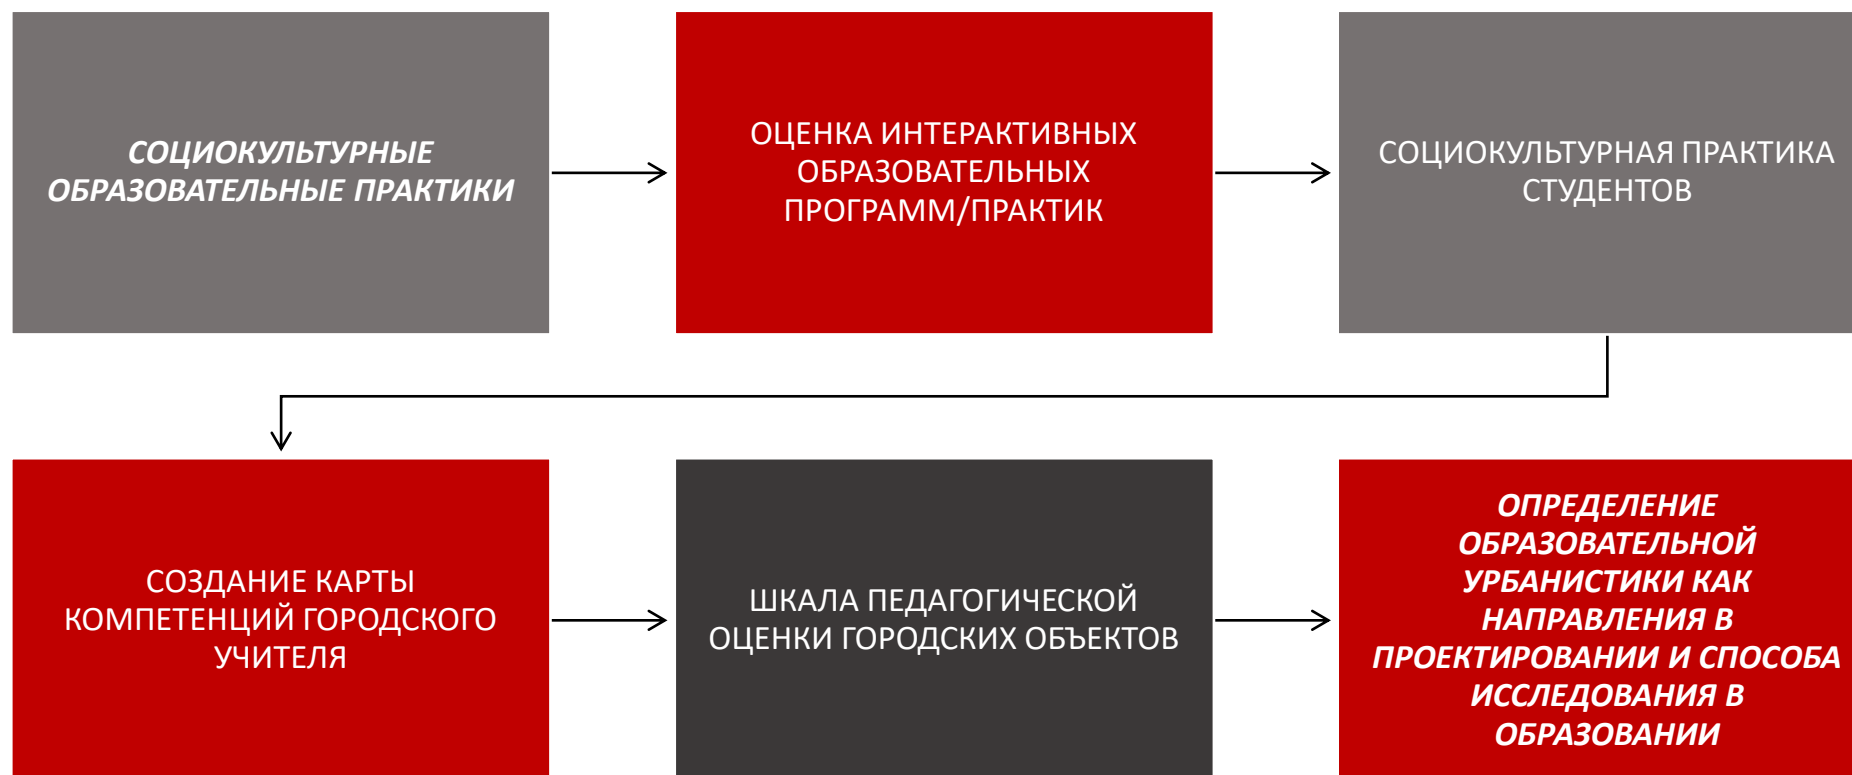 СОЦИОКУЛЬТУРНЫЕ
ОБРАЗОВАТЕЛЬНЫЕ ПРАКТИКИ
ОЦЕНКА ИНТЕРАКТИВНЫХ
ОБРАЗОВАТЕЛЬНЫХ
ПРОГРАММ/ПРАКТИК
СОЦИОКУЛЬТУРНАЯ ПРАКТИКА
СТУДЕНТОВ
СОЗДАНИЕ КАРТЫ
КОМПЕТЕНЦИЙ ГОРОДСКОГО
УЧИТЕЛЯ
ШКАЛА ПЕДАГОГИЧЕСКОЙ
ОЦЕНКИ ГОРОДСКИХ ОБЪЕКТОВ
ОПРЕДЕЛЕНИЕ
ОБРАЗОВАТЕЛЬНОЙ
УРБАНИСТИКИ КАК
НАПРАВЛЕНИЯ В
ПРОЕКТИРОВАНИИ И СПОСОБА
ИССЛЕДОВАНИЯ В
ОБРАЗОВАНИИ